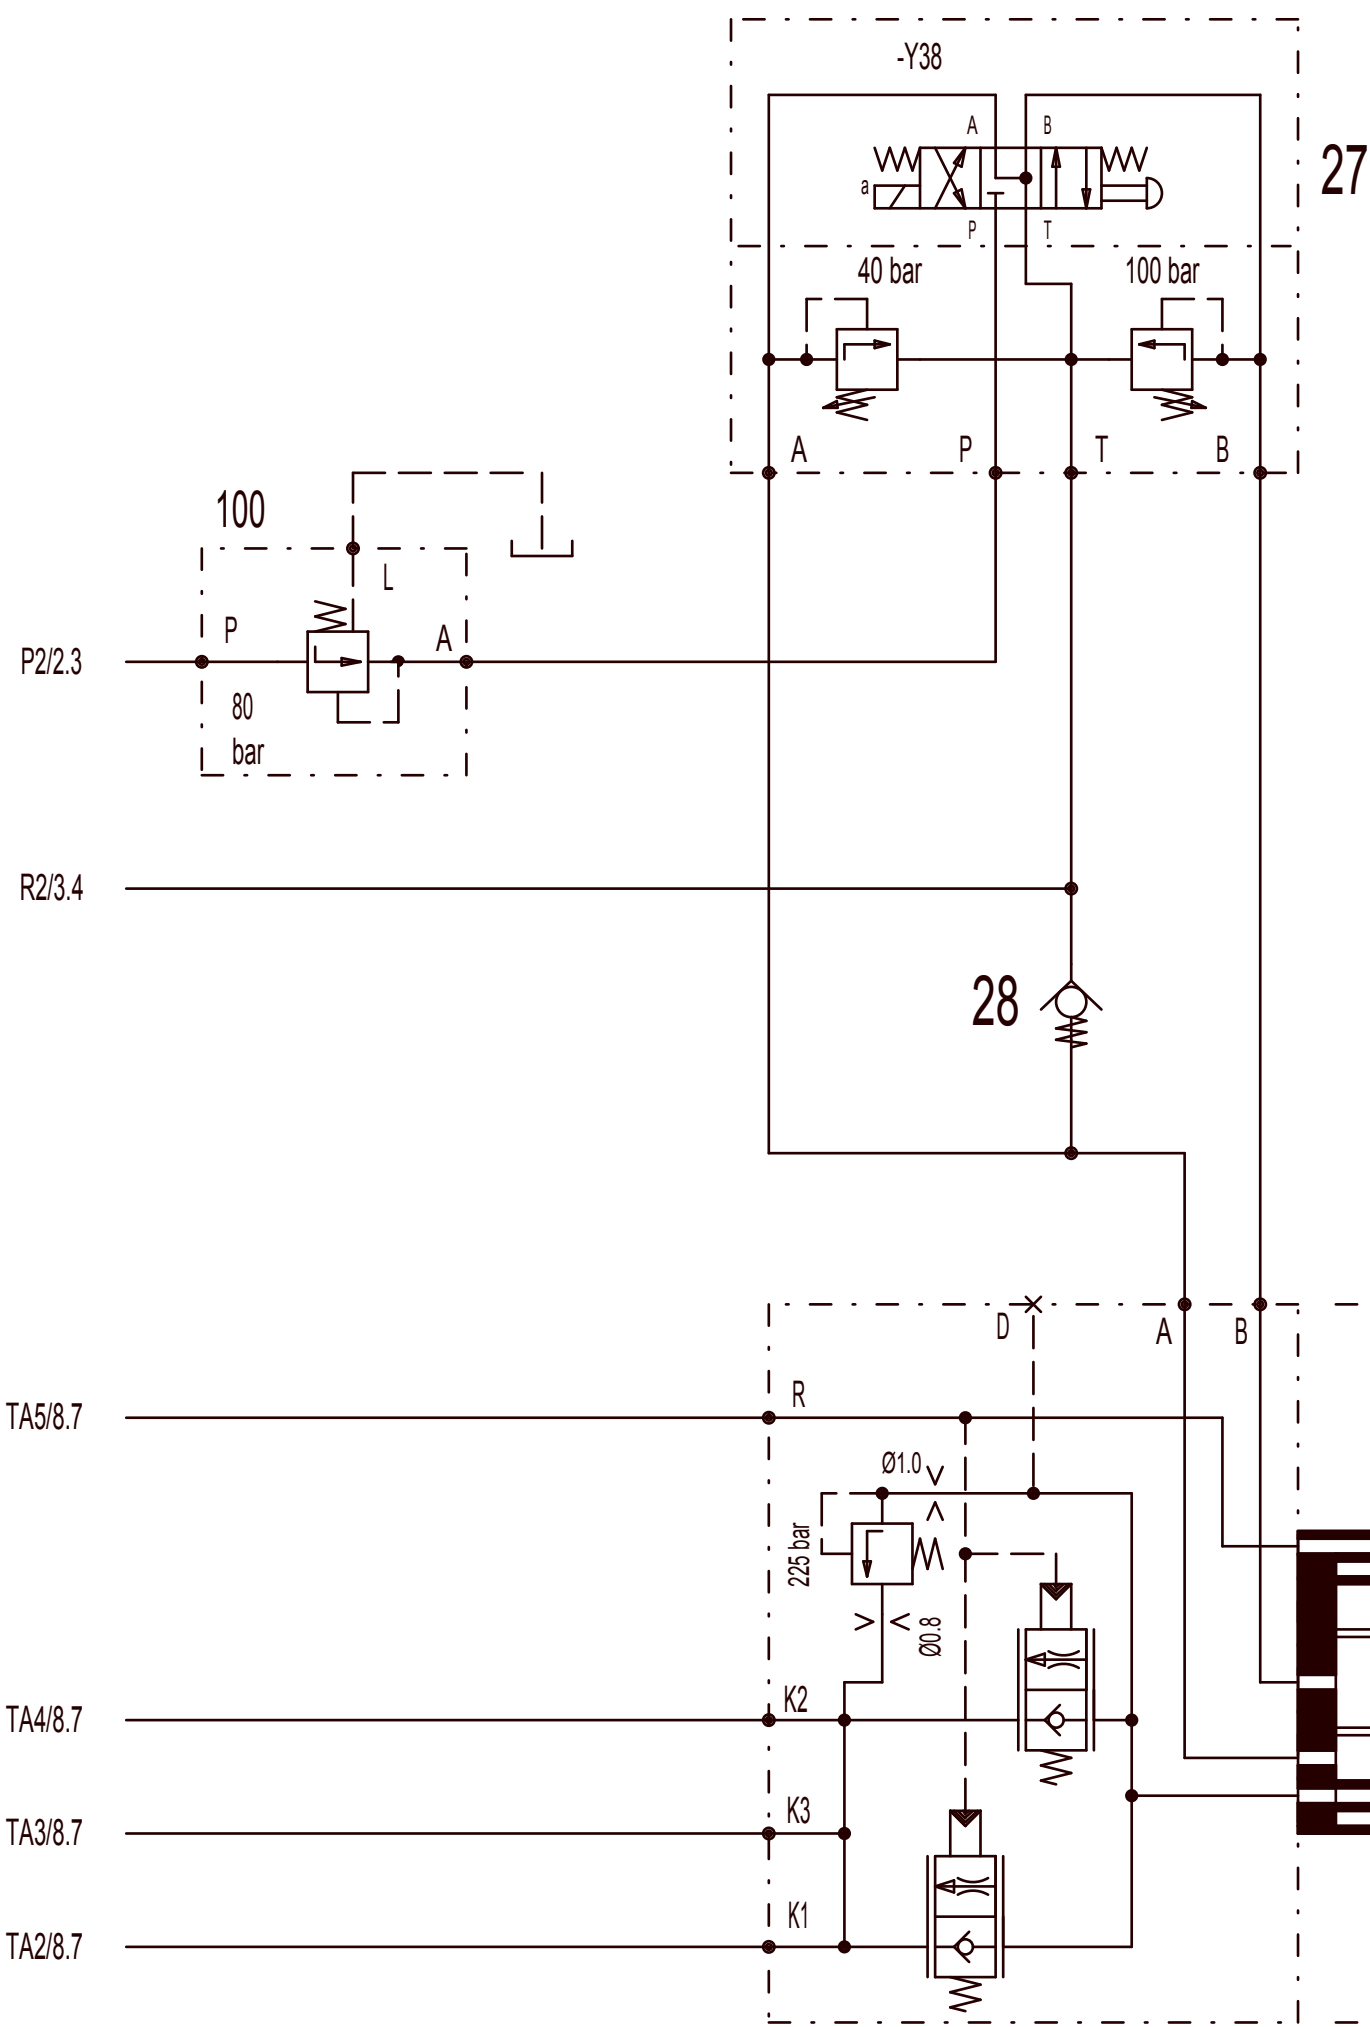 -Y38
A B
27
a
P T
40 bar 100 bar
A P T B
100
L
P A
P2/2.3
80
bar
R2/3.4
28
D A B
R
TA5/8.7
Ø1.0
225 bar
Ø0.8
K2
TA4/8.7
K3
TA3/8.7
K1
TA2/8.7